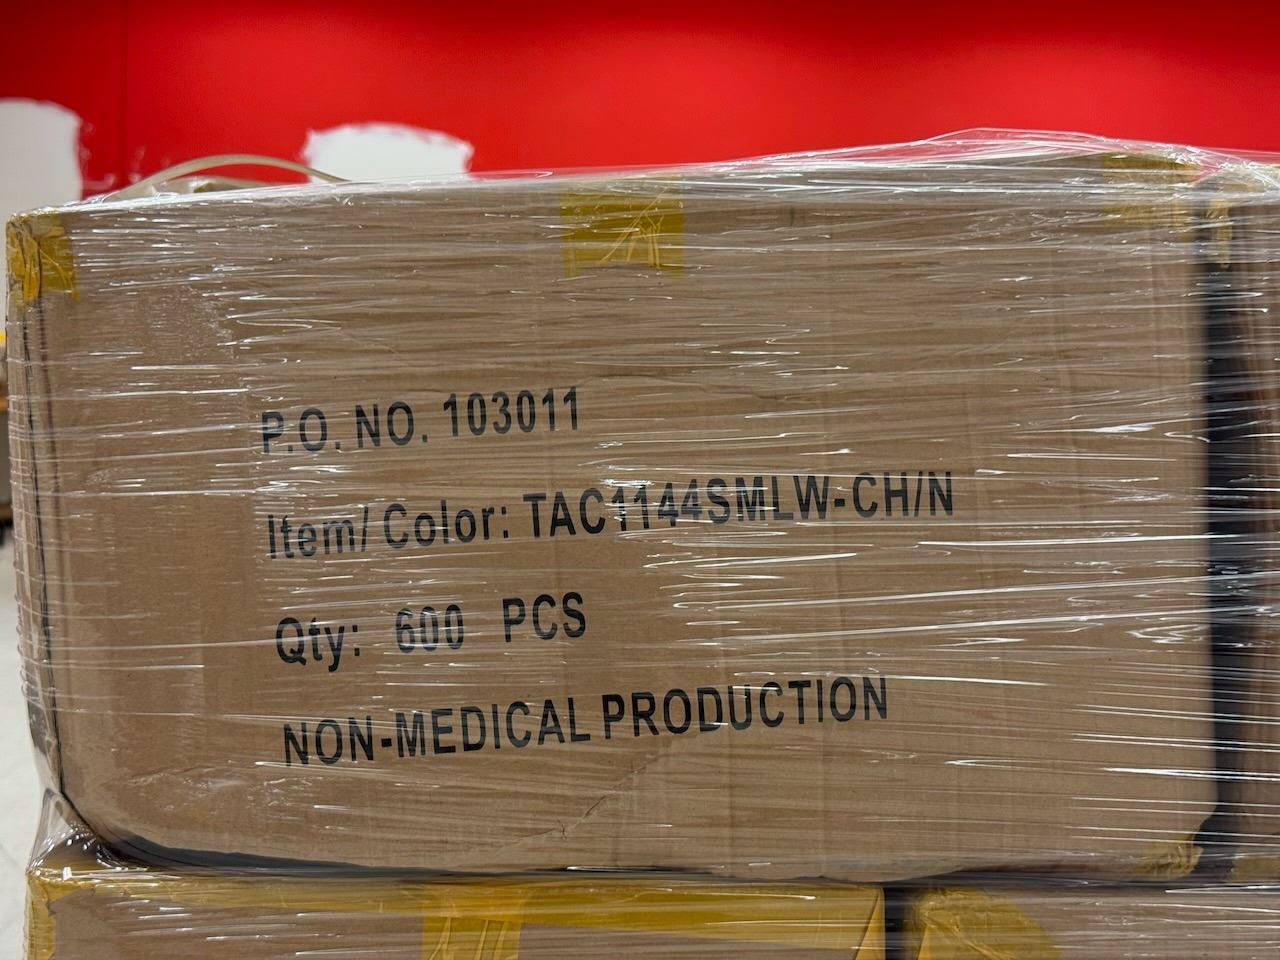 P.O. NO. 103011
Item/ Color: TAC1144SMLW-CH/N
Qty: 600 PCS
NON-MEDICAL PRODUCTION